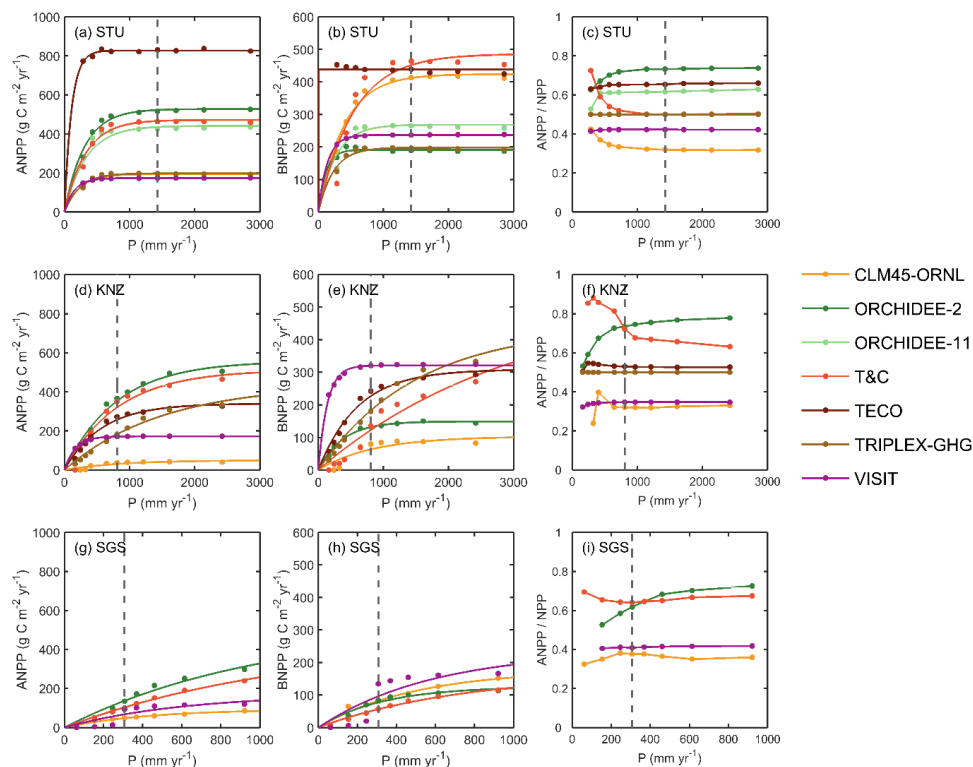 (a) STU
1000
800
600
400
200
0
0 1000 2000 3000
ANPP (g C m⁻² yr⁻¹)
P (mm yr⁻¹)
(b) STU
600
500
400
300
200
100
0
0 1000 2000 3000
BNPP (g C m⁻² yr⁻¹)
P (mm yr⁻¹)
(c) STU
1
0.8
0.6
0.4
0.2
0
0 1000 2000 3000
ANPP / NPP
P (mm yr⁻¹)
(d) KNZ
1000
800
600
400
200
0
0 1000 2000 3000
ANPP (g C m⁻² yr⁻¹)
P (mm yr⁻¹)
(e) KNZ
600
500
400
300
200
100
0
0 1000 2000 3000
BNPP (g C m⁻² yr⁻¹)
P (mm yr⁻¹)
(f) KNZ
1
0.8
0.6
0.4
0.2
0
0 1000 2000 3000
ANPP / NPP
P (mm yr⁻¹)
CLM45-ORNL
ORCHIDEE-2
ORCHIDEE-11
T&C
TECO
TRIPLEX-GHG
VISIT
(g) SGS
1000
800
600
400
200
0
0 200 400 600 800 1000
ANPP (g C m⁻² yr⁻¹)
P (mm yr⁻¹)
(h) SGS
600
500
400
300
200
100
0
0 200 400 600 800 1000
BNPP (g C m⁻² yr⁻¹)
P (mm yr⁻¹)
(i) SGS
1
0.8
0.6
0.4
0.2
0
0 200 400 600 800 1000
ANPP / NPP
P (mm yr⁻¹)